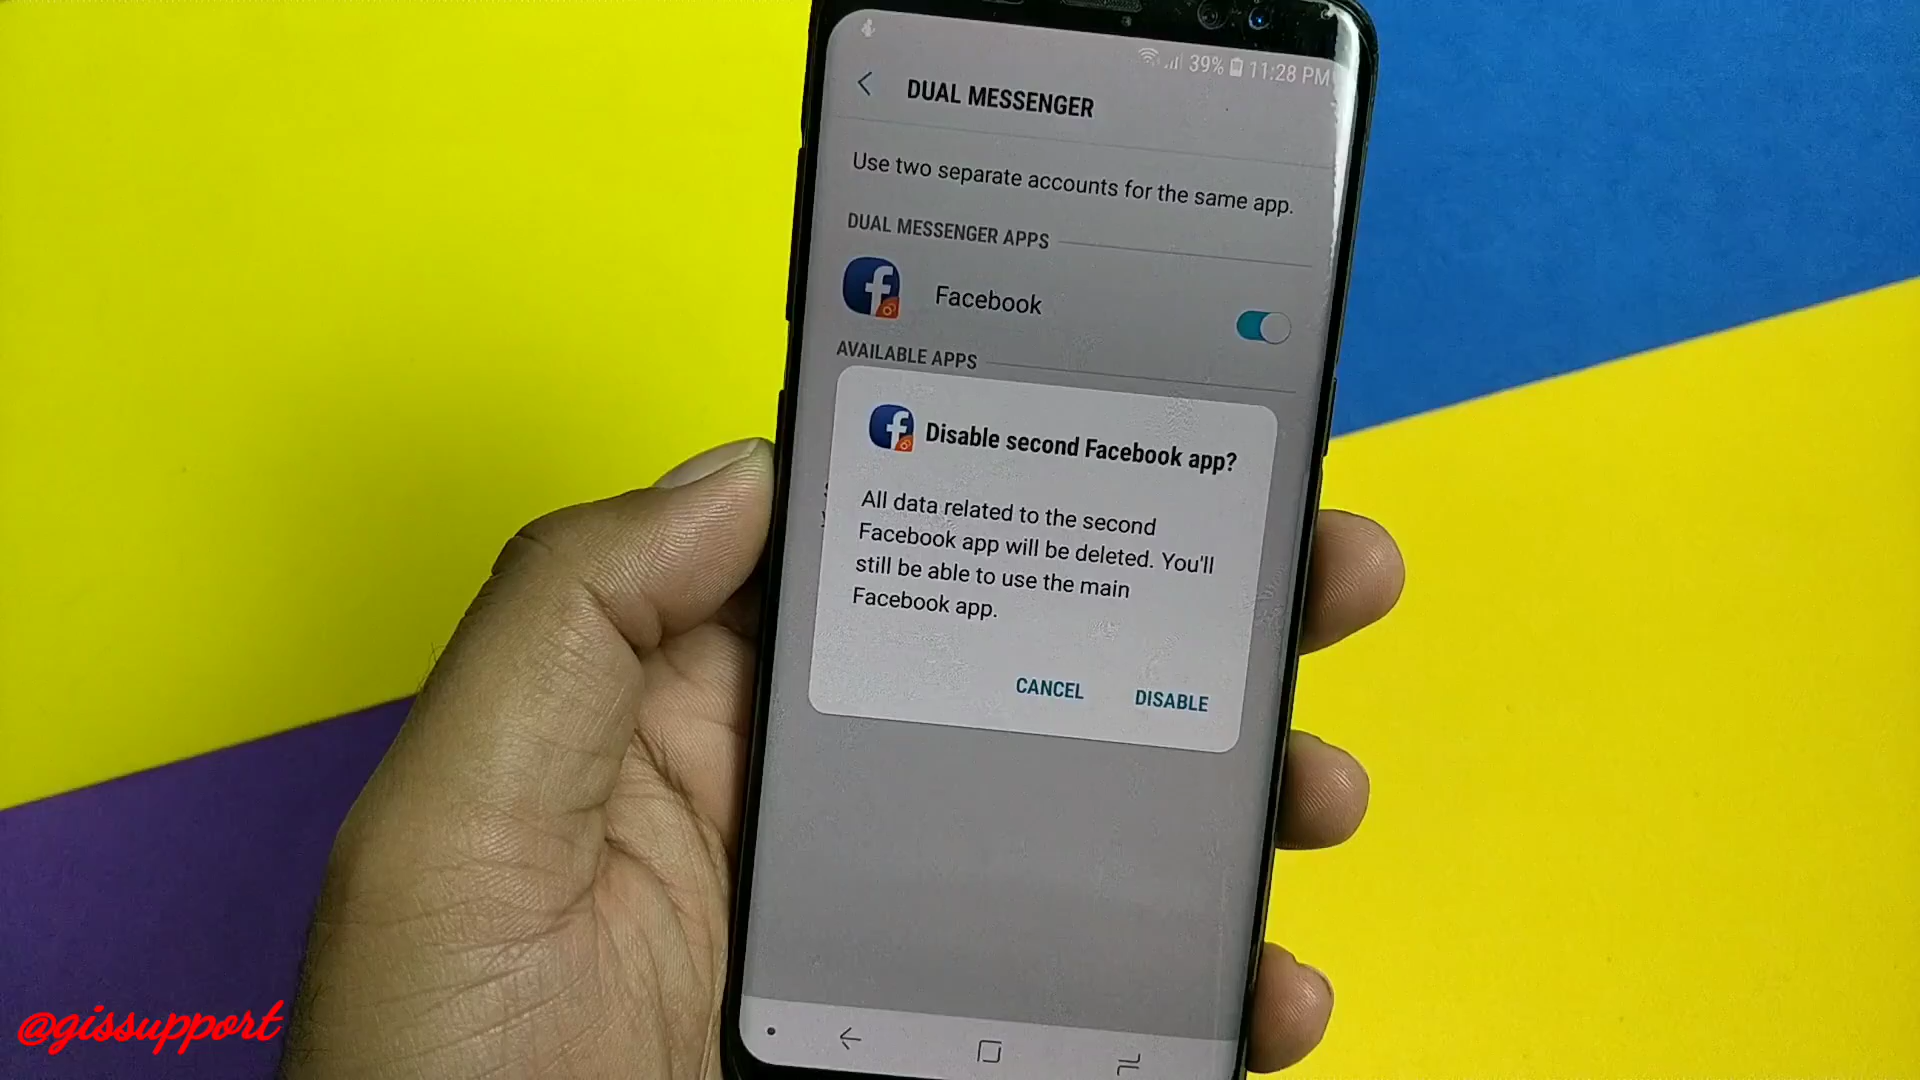 39% 11:28 PM
DUAL MESSENGER
Use two separate accounts for the same app.
DUAL MESSENGER APPS
Facebook
AVAILABLE APPS
Disable second Facebook app?
All data related to the second
Facebook app will be deleted. You'll
still be able to use the main
Facebook app.
CANCEL DISABLE
@gissupport